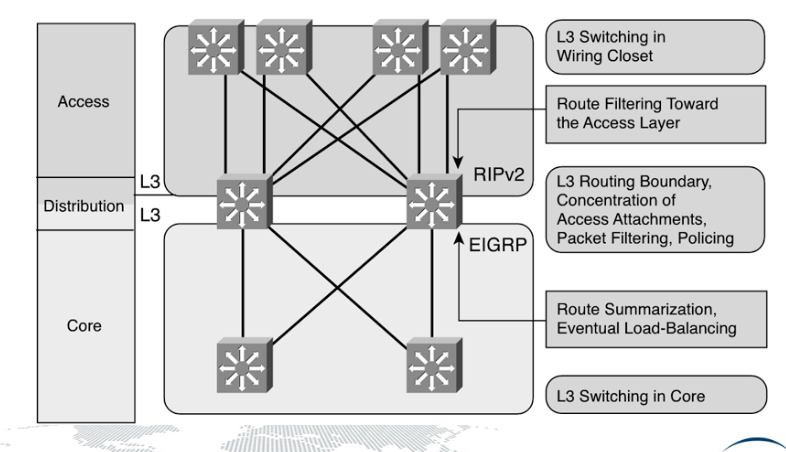 Access
Distribution
Core
L3
L3
RIPv2
EIGRP
L3 Switching in
Wiring Closet
Route Filtering Toward
the Access Layer
L3 Routing Boundary,
Concentration of
Access Attachments,
Packet Filtering, Policing
Route Summarization,
Eventual Load-Balancing
L3 Switching in Core